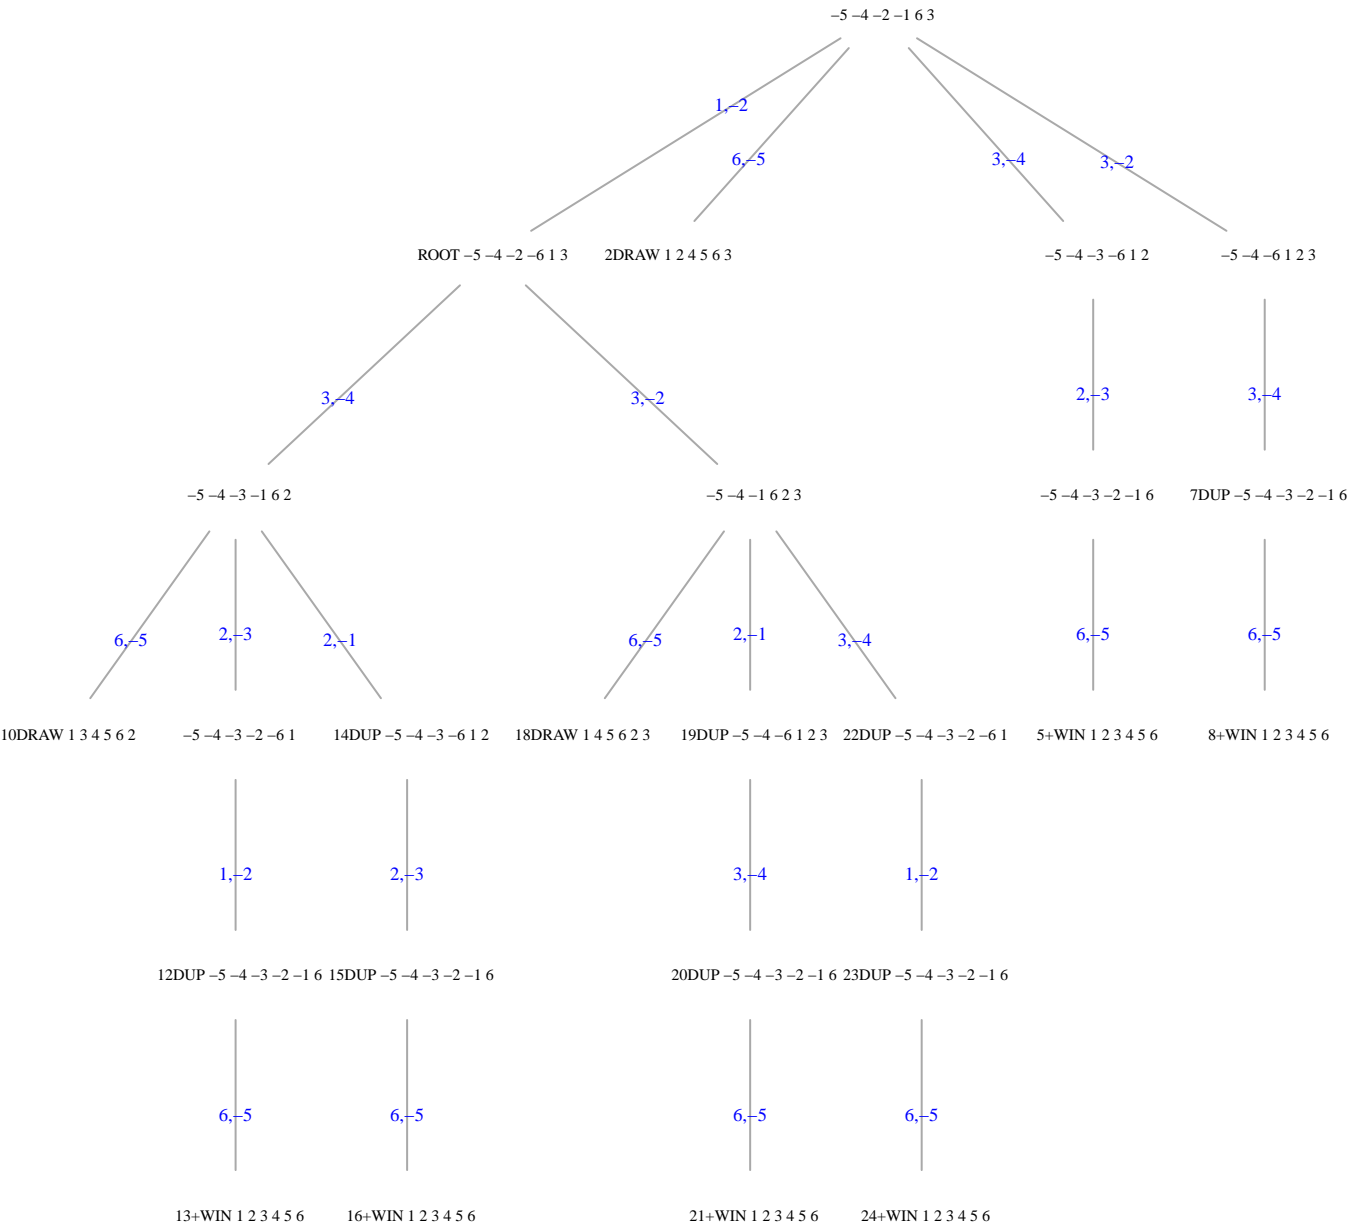 −5 −4 −2 −1 6 3
1,−2
6,−5
3,−4
3,−2
ROOT −5 −4 −2 −6 1 3
2DRAW 1 2 4 5 6 3
−5 −4 −3 −6 1 2
−5 −4 −6 1 2 3
3,−4
3,−2
2,−3
3,−4
−5 −4 −3 −1 6 2
−5 −4 −1 6 2 3
−5 −4 −3 −2 −1 6
7DUP −5 −4 −3 −2 −1 6
6,−5
2,−3
2,−1
6,−5
2,−1
3,−4
6,−5
6,−5
10DRAW 1 3 4 5 6 2
−5 −4 −3 −2 −6 1
14DUP −5 −4 −3 −6 1 2
18DRAW 1 4 5 6 2 3
19DUP −5 −4 −6 1 2 3
22DUP −5 −4 −3 −2 −6 1
5+WIN 1 2 3 4 5 6
8+WIN 1 2 3 4 5 6
1,−2
2,−3
3,−4
1,−2
12DUP −5 −4 −3 −2 −1 6
15DUP −5 −4 −3 −2 −1 6
20DUP −5 −4 −3 −2 −1 6
23DUP −5 −4 −3 −2 −1 6
6,−5
6,−5
6,−5
6,−5
13+WIN 1 2 3 4 5 6
16+WIN 1 2 3 4 5 6
21+WIN 1 2 3 4 5 6
24+WIN 1 2 3 4 5 6